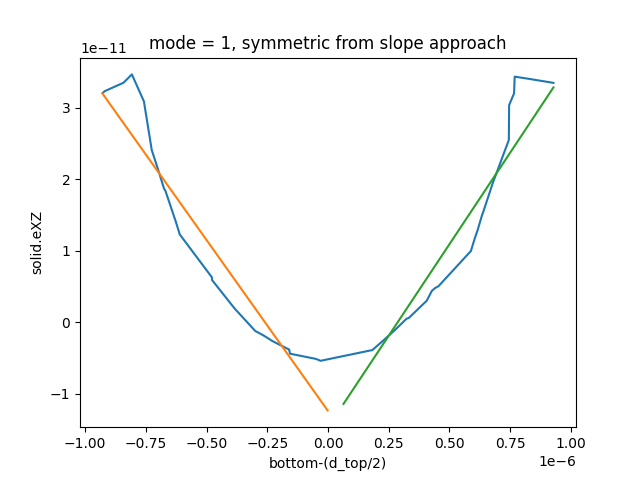 mode = 1, symmetric from slope approach
1e−11
solid.eXZ
3
2
1
0
−1
−1.00 −0.75 −0.50 −0.25 0.00 0.25 0.50 0.75 1.00
bottom-(d_top/2)
1e−6